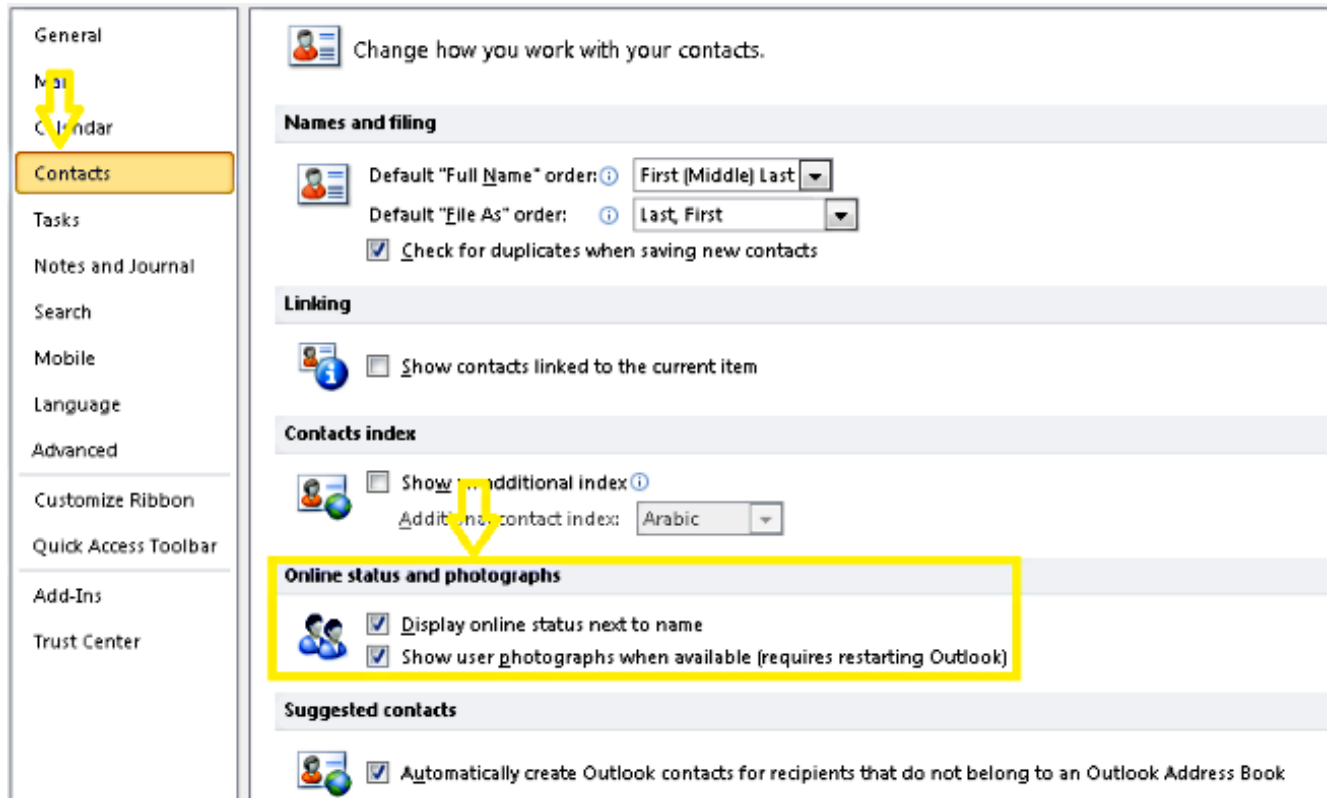 General
Calendar
Contacts
Tasks
Notes and Journal
Search
Mobile
Language
Advanced
Customize Ribbon
Quick Access Toolbar
Add-Ins
Trust Center
Change how you work with your contacts.
Names and filing
Default "Full Name" order: First (Middle) Last
Default "File As" order: Last, First
Check for duplicates when saving new contacts
Linking
Show contacts linked to the current item
Contacts index
Show additional index
Additional contact index: Arabic
Online status and photographs
Display online status next to name
Show user photographs when available (requires restarting Outlook)
Suggested contacts
Automatically create Outlook contacts for recipients that do not belong to an Outlook Address Book